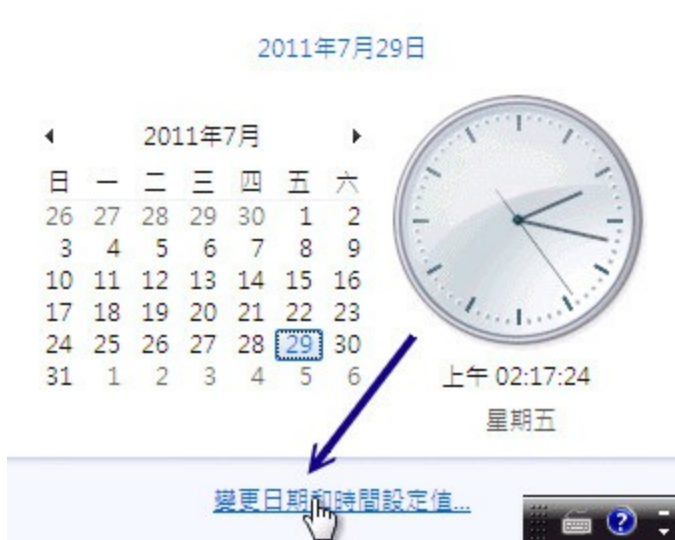 2011年7月29日
2011年7月
日 一 二 三 四 五 六
26 27 28 29 30 1 2
3 4 5 6 7 8 9
10 11 12 13 14 15 16
17 18 19 20 21 22 23
24 25 26 27 28 29 30
31 1 2 3 4 5 6
上午 02:17:24
星期五
變更日期和時間設定值...
?